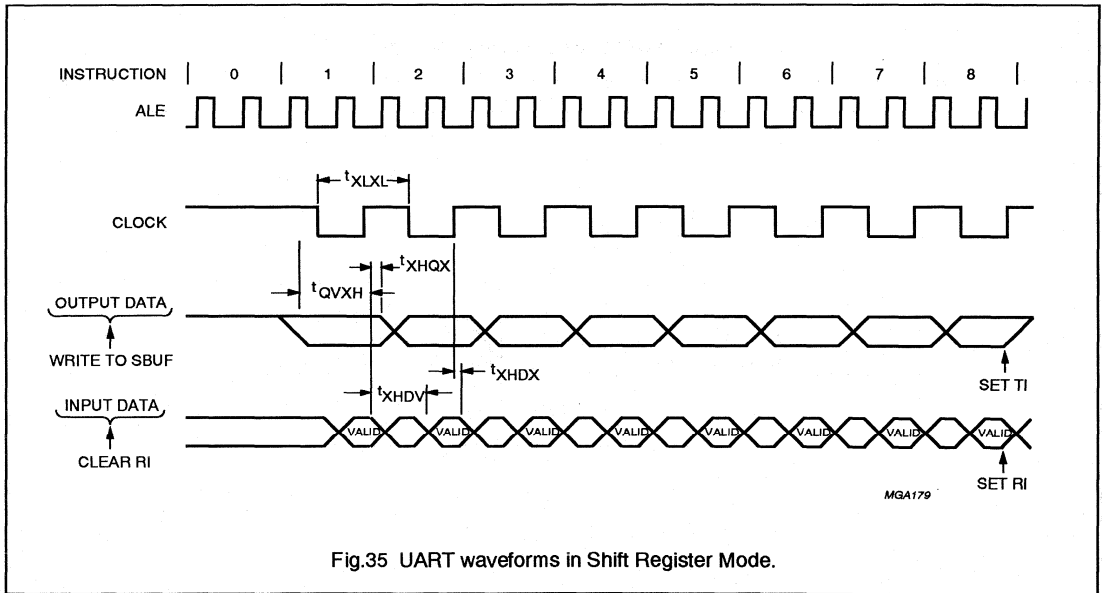 INSTRUCTION | 0 | 1 | 2 | 3 | 4 | 5 | 6 | 7 | 8 |
ALE
tXLXL
CLOCK
tXHQX
tQVXH
OUTPUT DATA
WRITE TO SBUF
tXHDX
SET TI
tXHDV
INPUT DATA
VALID VALID VALID VALID VALID VALID VALID VALID
CLEAR RI
SET RI
MGA179
Fig.35 UART waveforms in Shift Register Mode.